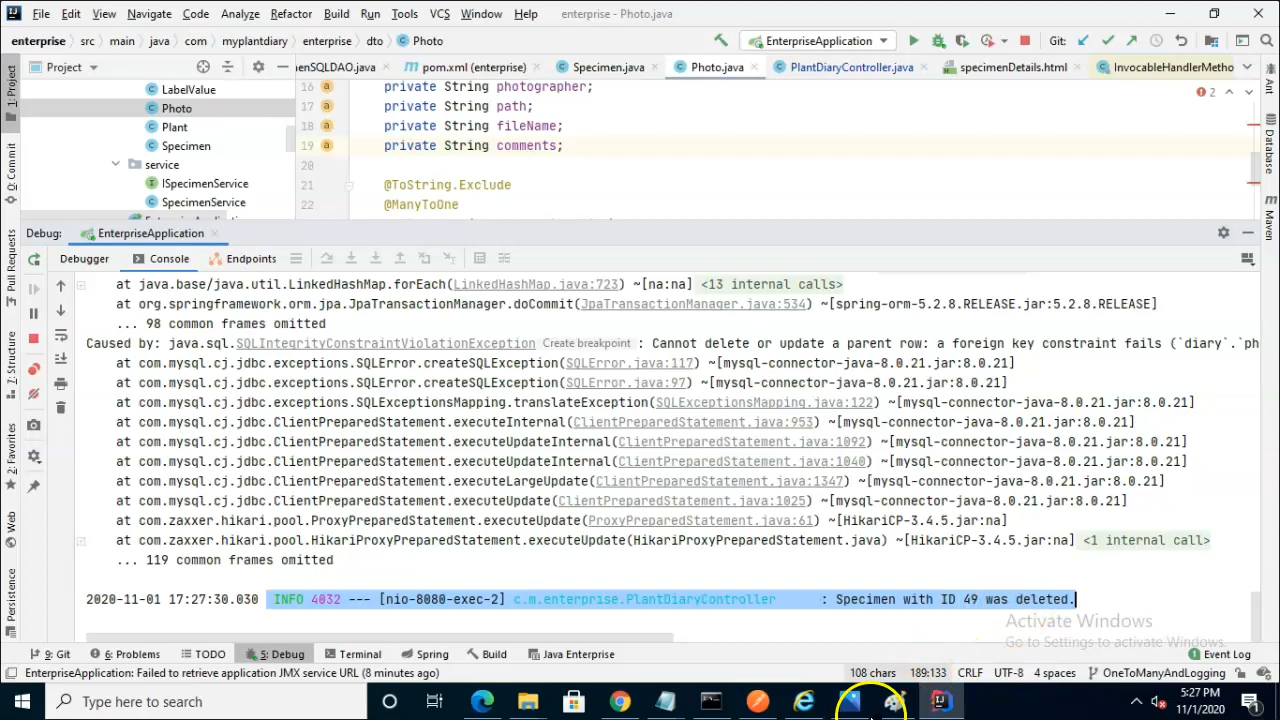 File Edit View Navigate Code Analyze Refactor Build Run Tools VCS Window Help enterprise - Photo.java
enterprise src main java com myplantdiary enterprise dto Photo EnterpriseApplication Git:
Project enSQLDAO.java pom.xml (enterprise) Specimen.java Photo.java PlantDiaryController.java specimenDetails.html InvocableHandlerMetho
LabelValue
Photo
Plant
Specimen
service
ISpecimenService
SpecimenService
16 private String photographer;
17 private String path;
18 private String fileName;
19 private String comments;
20
21 @ToString.Exclude
22 @ManyToOne
2
1: Project
0: Commit
Pull Requests
7: Structure
2: Favorites
Web
Persistence
Ant
Database
Maven
Debug: EnterpriseApplication
Debugger Console Endpoints
at java.base/java.util.LinkedHashMap.forEach(LinkedHashMap.java:723) ~[na:na] <13 internal calls>
at org.springframework.orm.jpa.JpaTransactionManager.doCommit(JpaTransactionManager.java:534) ~[spring-orm-5.2.8.RELEASE.jar:5.2.8.RELEASE]
... 98 common frames omitted
Caused by: java.sql.SQLIntegrityConstraintViolationException Create breakpoint : Cannot delete or update a parent row: a foreign key constraint fails (`diary`.`ph
at com.mysql.cj.jdbc.exceptions.SQLError.createSQLException(SQLError.java:117) ~[mysql-connector-java-8.0.21.jar:8.0.21]
at com.mysql.cj.jdbc.exceptions.SQLError.createSQLException(SQLError.java:97) ~[mysql-connector-java-8.0.21.jar:8.0.21]
at com.mysql.cj.jdbc.exceptions.SQLExceptionsMapping.translateException(SQLExceptionsMapping.java:122) ~[mysql-connector-java-8.0.21.jar:8.0.21]
at com.mysql.cj.jdbc.ClientPreparedStatement.executeInternal(ClientPreparedStatement.java:953) ~[mysql-connector-java-8.0.21.jar:8.0.21]
at com.mysql.cj.jdbc.ClientPreparedStatement.executeUpdateInternal(ClientPreparedStatement.java:1092) ~[mysql-connector-java-8.0.21.jar:8.0.21]
at com.mysql.cj.jdbc.ClientPreparedStatement.executeUpdateInternal(ClientPreparedStatement.java:1040) ~[mysql-connector-java-8.0.21.jar:8.0.21]
at com.mysql.cj.jdbc.ClientPreparedStatement.executeLargeUpdate(ClientPreparedStatement.java:1347) ~[mysql-connector-java-8.0.21.jar:8.0.21]
at com.mysql.cj.jdbc.ClientPreparedStatement.executeUpdate(ClientPreparedStatement.java:1025) ~[mysql-connector-java-8.0.21.jar:8.0.21]
at com.zaxxer.hikari.pool.ProxyPreparedStatement.executeUpdate(ProxyPreparedStatement.java:61) ~[HikariCP-3.4.5.jar:na]
at com.zaxxer.hikari.pool.HikariProxyPreparedStatement.executeUpdate(HikariProxyPreparedStatement.java) ~[HikariCP-3.4.5.jar:na] <1 internal call>
... 119 common frames omitted
2020-11-01 17:27:30.030 INFO 4032 --- [nio-8080-exec-2] c.m.enterprise.PlantDiaryController : Specimen with ID 49 was deleted.
Activate Windows
Go to Settings to activate Windows.
9: Git 6: Problems TODO 5: Debug Terminal Spring Build Java Enterprise Event Log
EnterpriseApplication: Failed to retrieve application JMX service URL (8 minutes ago) 108 chars 189:133 CRLF UTF-8 4 spaces OneToManyAndLogging
Type here to search
5:27 PM
11/1/2020